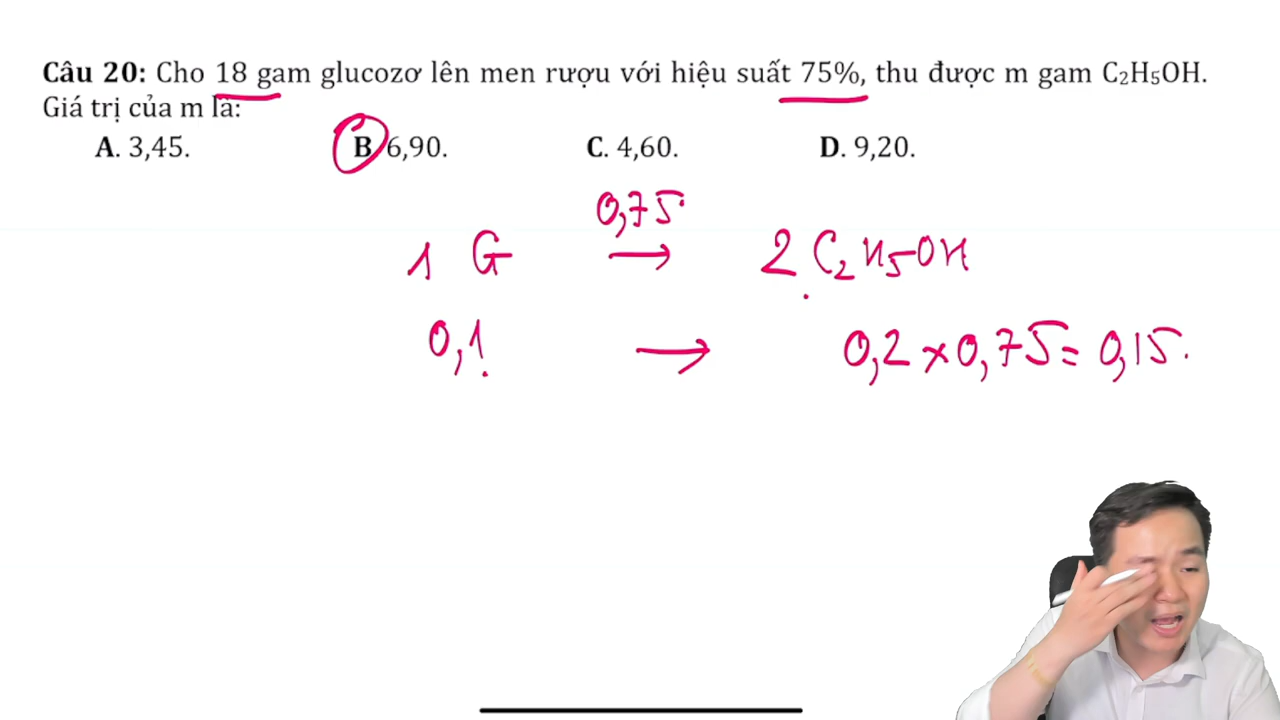 Câu 20: Cho 18 gam glucozơ lên men rượu với hiệu suất 75%, thu được m gam C₂H₅OH.
Giá trị của m là:
A. 3,45. B 6,90. C. 4,60. D. 9,20.
0,75
1 G → 2 C₂H₅OH
0,1 → 0,2 × 0,75 = 0,15.